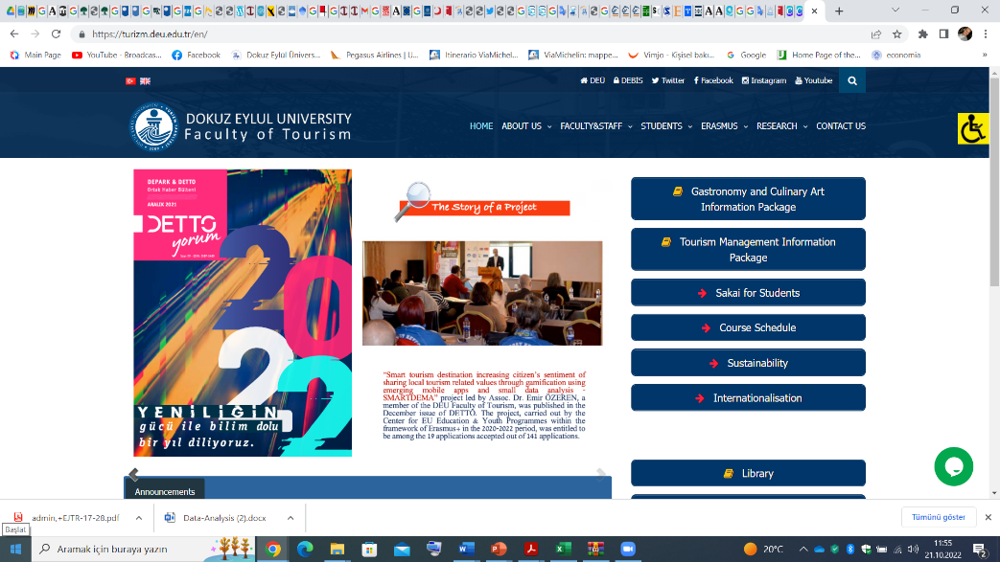 https://turizm.deu.edu.tr/en/
Main Page
YouTube - Broadcas...
Facebook
Dokuz Eylül Univers...
Pegasus Airlines | U...
Itinerario ViaMichel...
ViaMichelin: mappe...
Vimjo – Kişisel bakı...
Google
Home Page of the...
economia
»
DEÜ
DEBİS
Twitter
Facebook
Instagram
Youtube
DOKUZ EYLUL UNIVERSITY
Faculty of Tourism
HOME
ABOUT US
FACULTY&STAFF
STUDENTS
ERASMUS
RESEARCH
CONTACT US
DEPARK & DETTO
Ortak Haber Bülteni
ARALIK 2021
DETTO
yorum
2022
YENİLİĞİN
gücü ile bilim dolu
bir yıl diliyoruz.
The Story of a Project
"Smart tourism destination increasing citizen's sentiment of
sharing local tourism related values through gamification using
emerging mobile apps and small data analysis -
SMARTDEMA" project led by Assoc. Dr. Emir ÖZEREN, a
member of the DEU Faculty of Tourism, was published in the
December issue of DETTO. The project, carried out by the
Center for EU Education & Youth Programmes within the
framework of Erasmus+ in the 2020-2022 period, was entitled to
be among the 19 applications accepted out of 141 applications.
Gastronomy and Culinary Art
Information Package
Tourism Management Information
Package
Sakai for Students
Course Schedule
Sustainability
Internationalisation
Library
Announcements
admin,+EJTR-17-28.pdf
Data-Analysis (2).docx
Tümünü göster
Başlat
Aramak için buraya yazın
20°C
11:55
21.10.2022
2